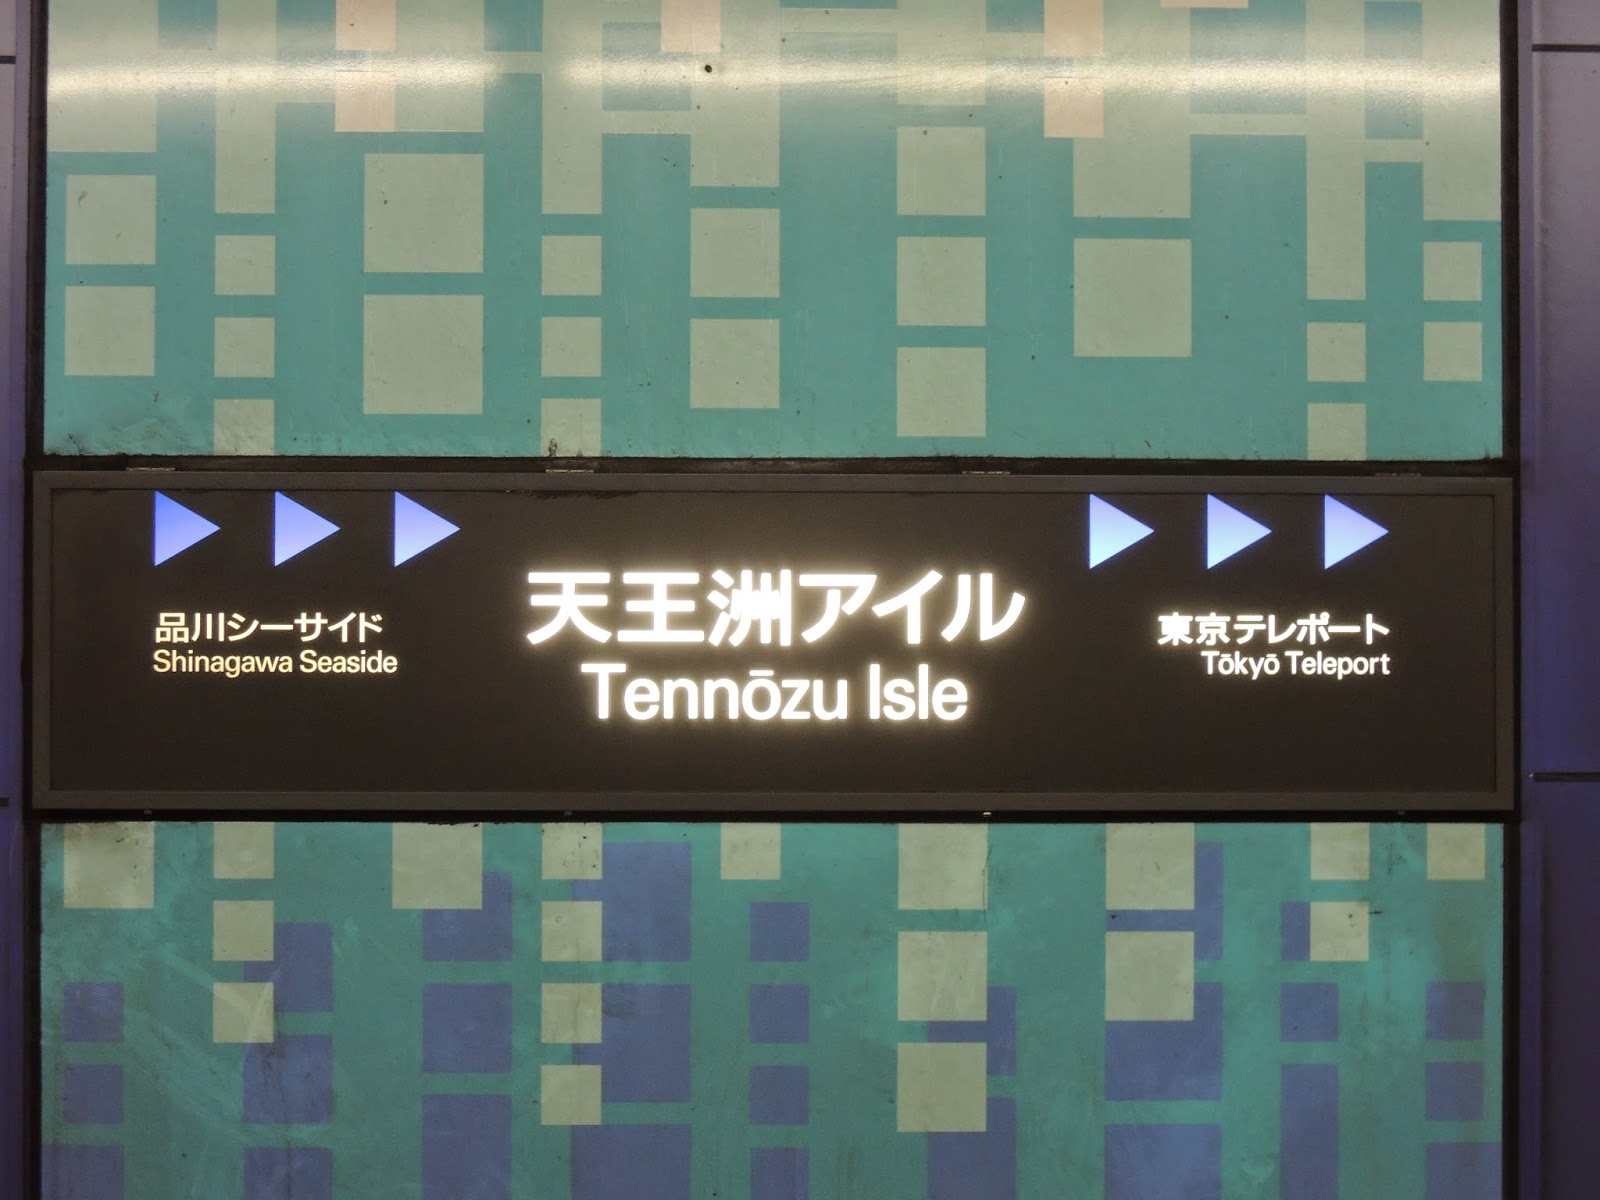 品川シーサイド
Shinagawa Seaside
天王洲アイル
Tennōzu Isle
東京テレポート
Tōkyō Teleport